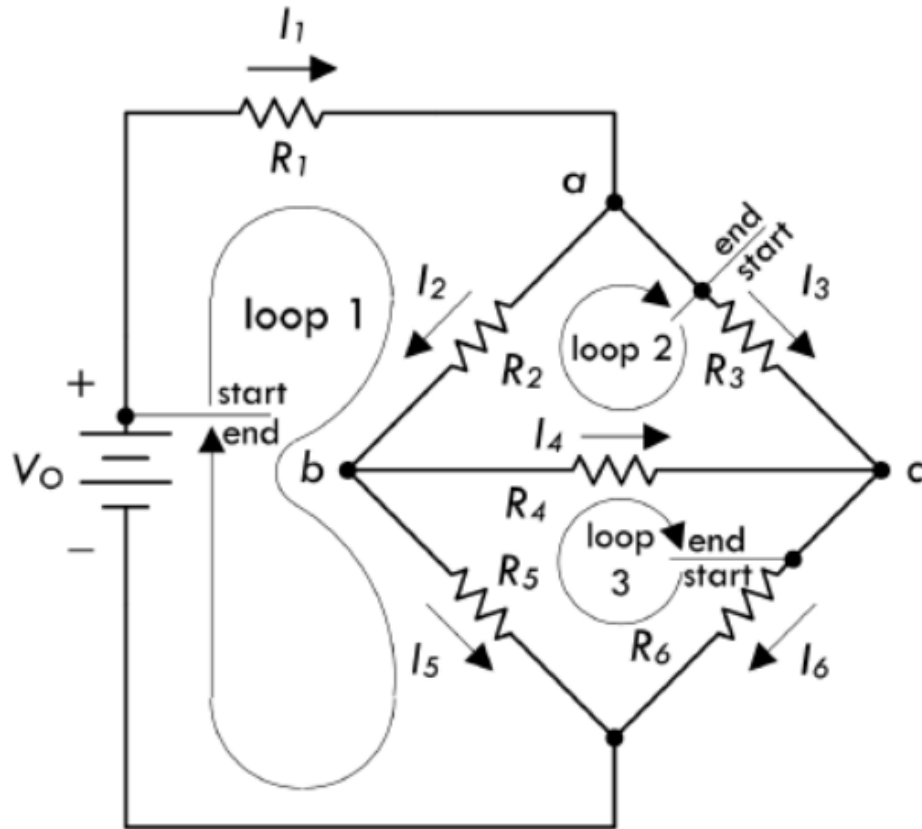 I1
R1
a
end
start
I2
I3
loop 1
R2
loop 2
R3
+
start
I4
end
VO
b
c
R4
−
loop
3
end
start
R5
R6
I5
I6